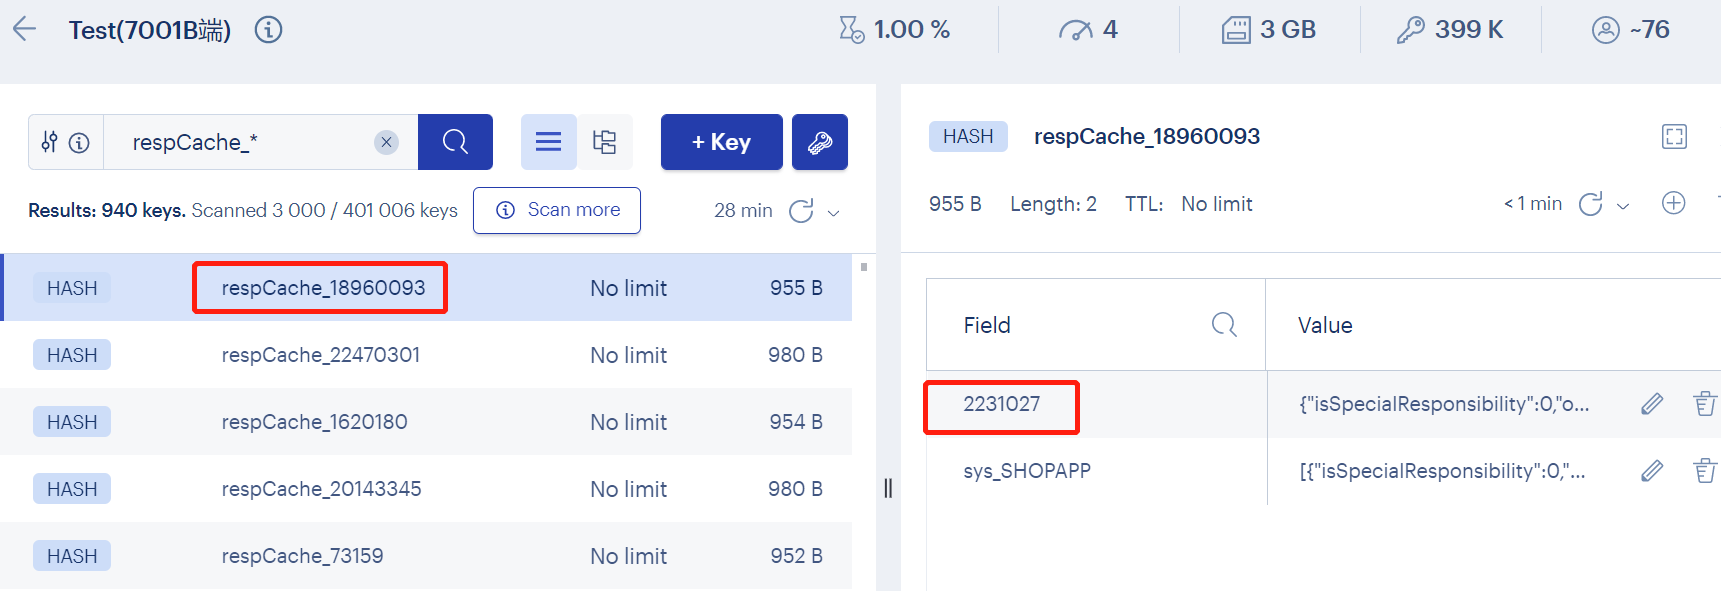 Test(7001B端)
1.00 %
4
3 GB
399 K
~76
respCache_*
+ Key
Results: 940 keys. Scanned 3 000 / 401 006 keys
Scan more
28 min
HASH respCache_18960093 No limit 955 B
HASH respCache_22470301 No limit 980 B
HASH respCache_1620180 No limit 954 B
HASH respCache_20143345 No limit 980 B
HASH respCache_73159 No limit 952 B
HASH respCache_18960093
955 B Length: 2 TTL: No limit
< 1 min
Field Value
2231027 {"isSpecialResponsibility":0,"o...
sys_SHOPAPP [{"isSpecialResponsibility":0,"...